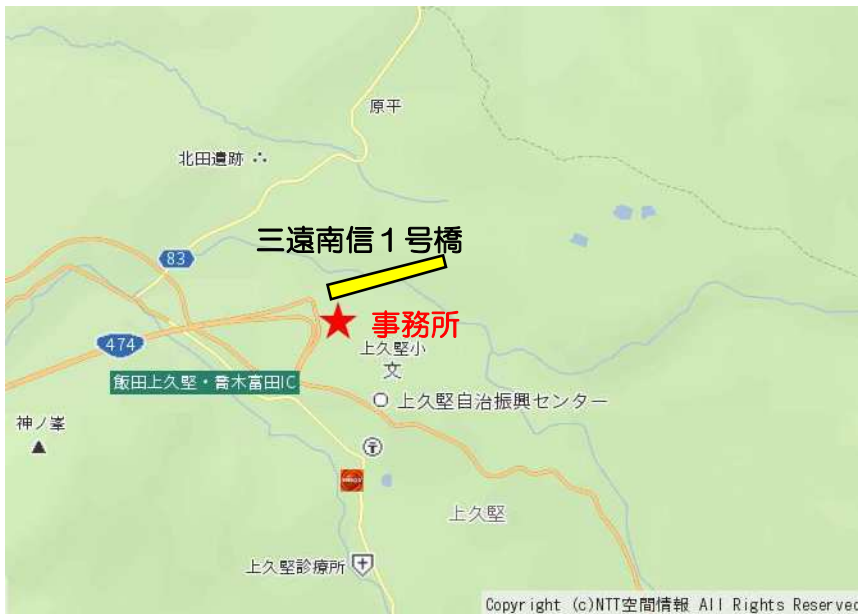 原平
北田遺跡
三遠南信1号橋
83
事務所
474
上久堅小
文
飯田上久堅・喬木富田IC
上久堅自治振興センター
神ノ峯
上久堅
上久堅診療所
Copyright (c)NTT空間情報 All Rights Reserved